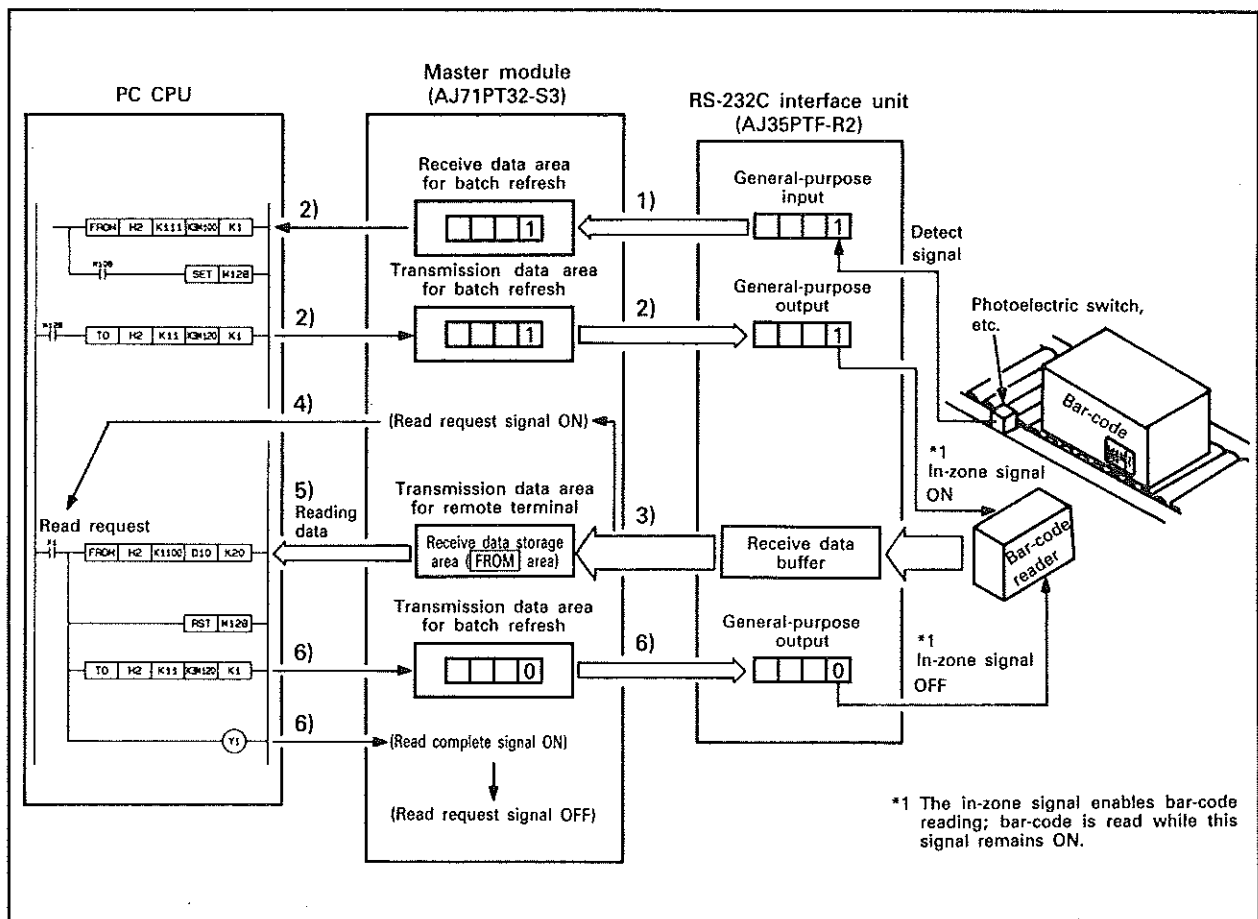 Master module
(AJ71PT32-S3)
PC CPU
RS-232C interface unit
(AJ35PTF-R2)
Receive data area
for batch refresh
General-purpose
input
1)
2)
FROM H2 K111 K3M100 K1
1
1
Detect
signal
SET M120
Transmission data area
for batch refresh
General-purpose
output
Photoelectric switch,
etc.
2)
2)
TO H2 K11 K3M120 K1
1
1
Bar-code
4)
(Read request signal ON)
*1
In-zone signal
ON
5)
Reading
data
Transmission data area
for remote terminal
3)
Read request
X1
FROM H2 K1100 D10 K20
Receive data storage
area (FROM area)
Receive data
buffer
Bar-code
reader
RST M120
Transmission data area
for batch refresh
General-purpose
output
*1
In-zone signal
OFF
6)
6)
TO H2 K11 K3M120 K1
0
0
6)
Y1
(Read complete signal ON)
(Read request signal OFF)
*1 The in-zone signal enables bar-code
reading; bar-code is read while this
signal remains ON.